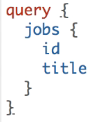 query {
  jobs {
    id
    title
  }
}